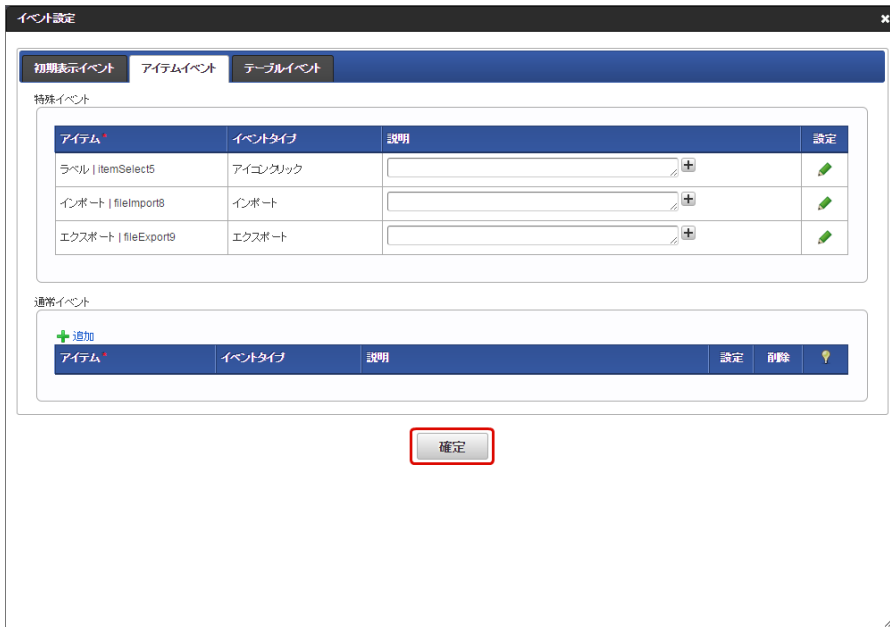 イベント設定
初期表示イベント アイテムイベント テーブルイベント
特殊イベント
アイテム* イベントタイプ 説明 設定
ラベル | itemSelect5 アイコンクリック
インポート | fileImport8 インポート
エクスポート | fileExport9 エクスポート
通常イベント
追加
アイテム* イベントタイプ 説明 設定 削除
確定